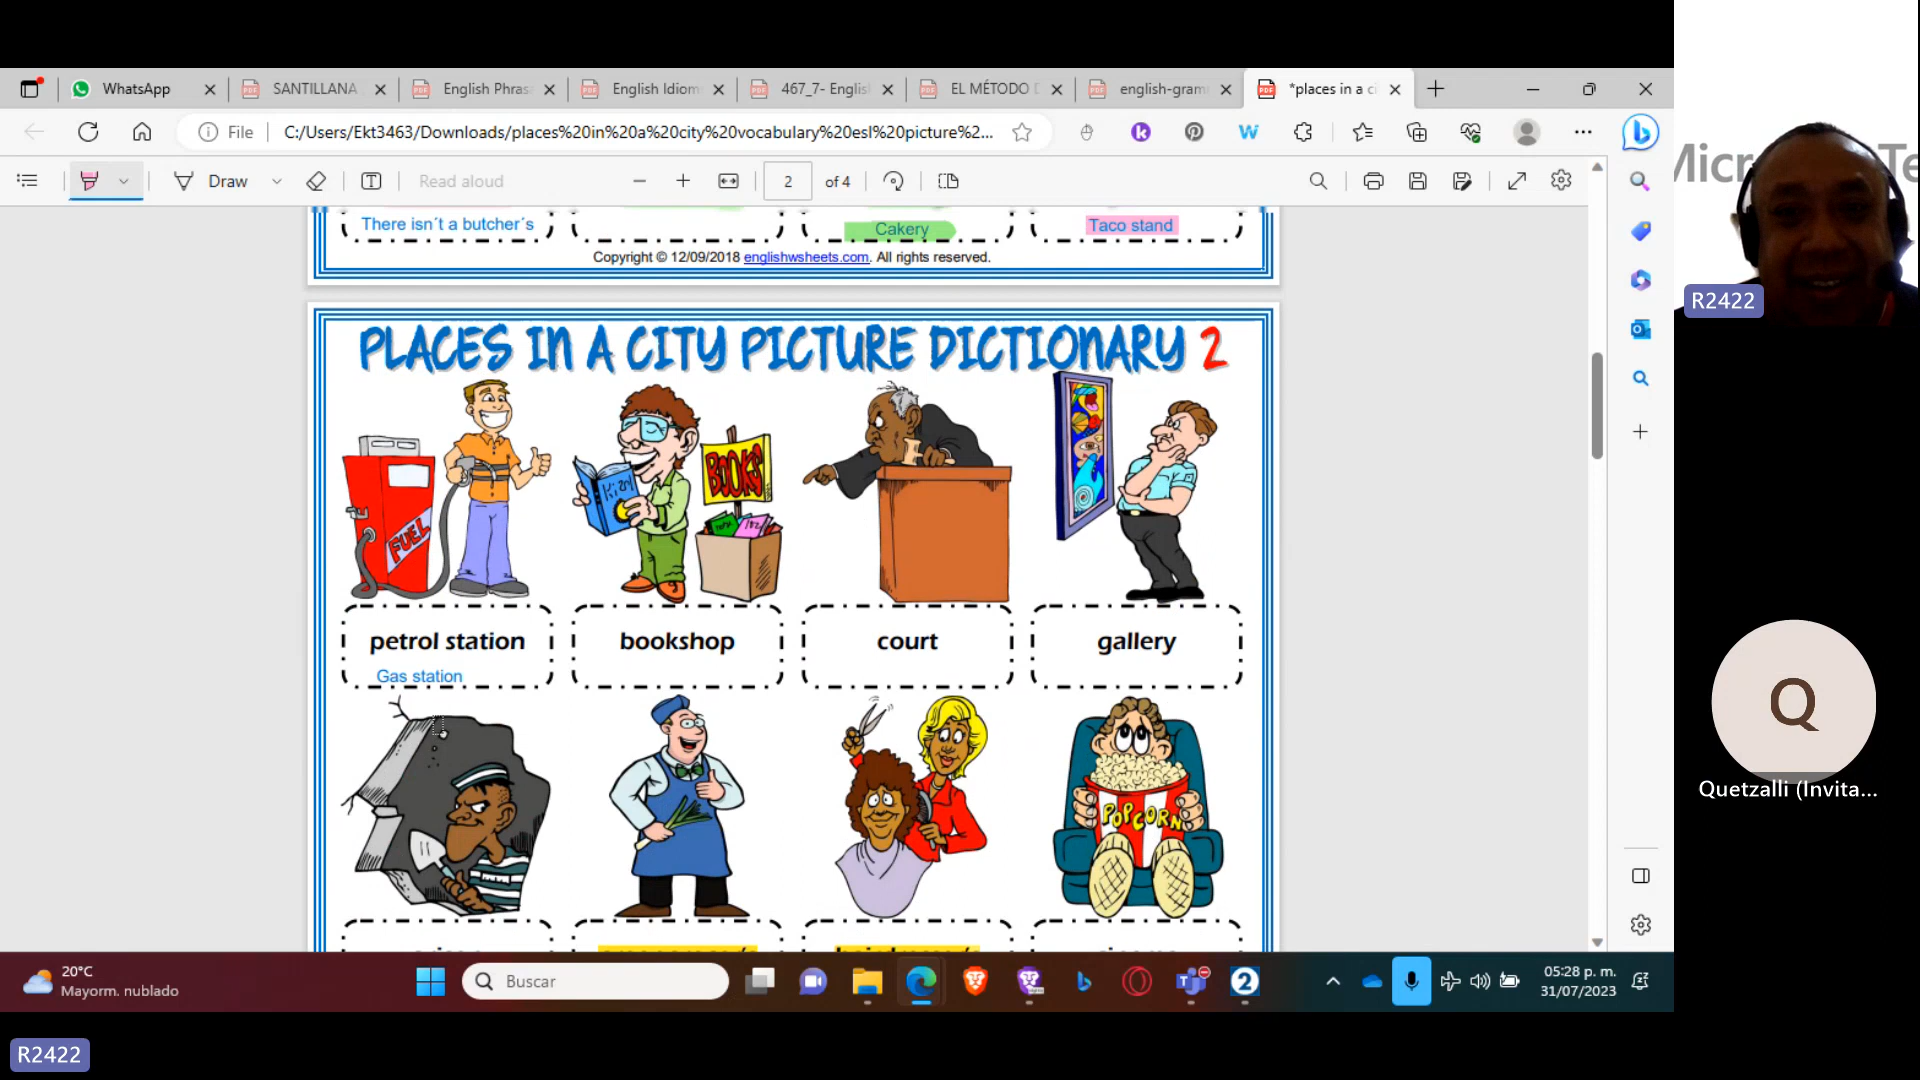 WhatsApp
SANTILLANA
English Phras
English Idiom
467_7- Englis
EL MÉTODO D
english-gram
*places in a ci
File
C:/Users/Ekt3463/Downloads/places%20in%20a%20city%20vocabulary%20esl%20picture%2...
Draw
Read aloud
2 of 4
There isn´t a butcher´s
Cakery
Taco stand
Copyright © 12/09/2018 englishwsheets.com. All rights reserved.
PLACES IN A CITY PICTURE DICTIONARY 2
FUEL
BOOKS
petrol station
bookshop
court
gallery
Gas station
POPCORN
20°C
Mayorm. nublado
Buscar
05:28 p. m.
31/07/2023
R2422
Q
Quetzalli (Invita...
R2422